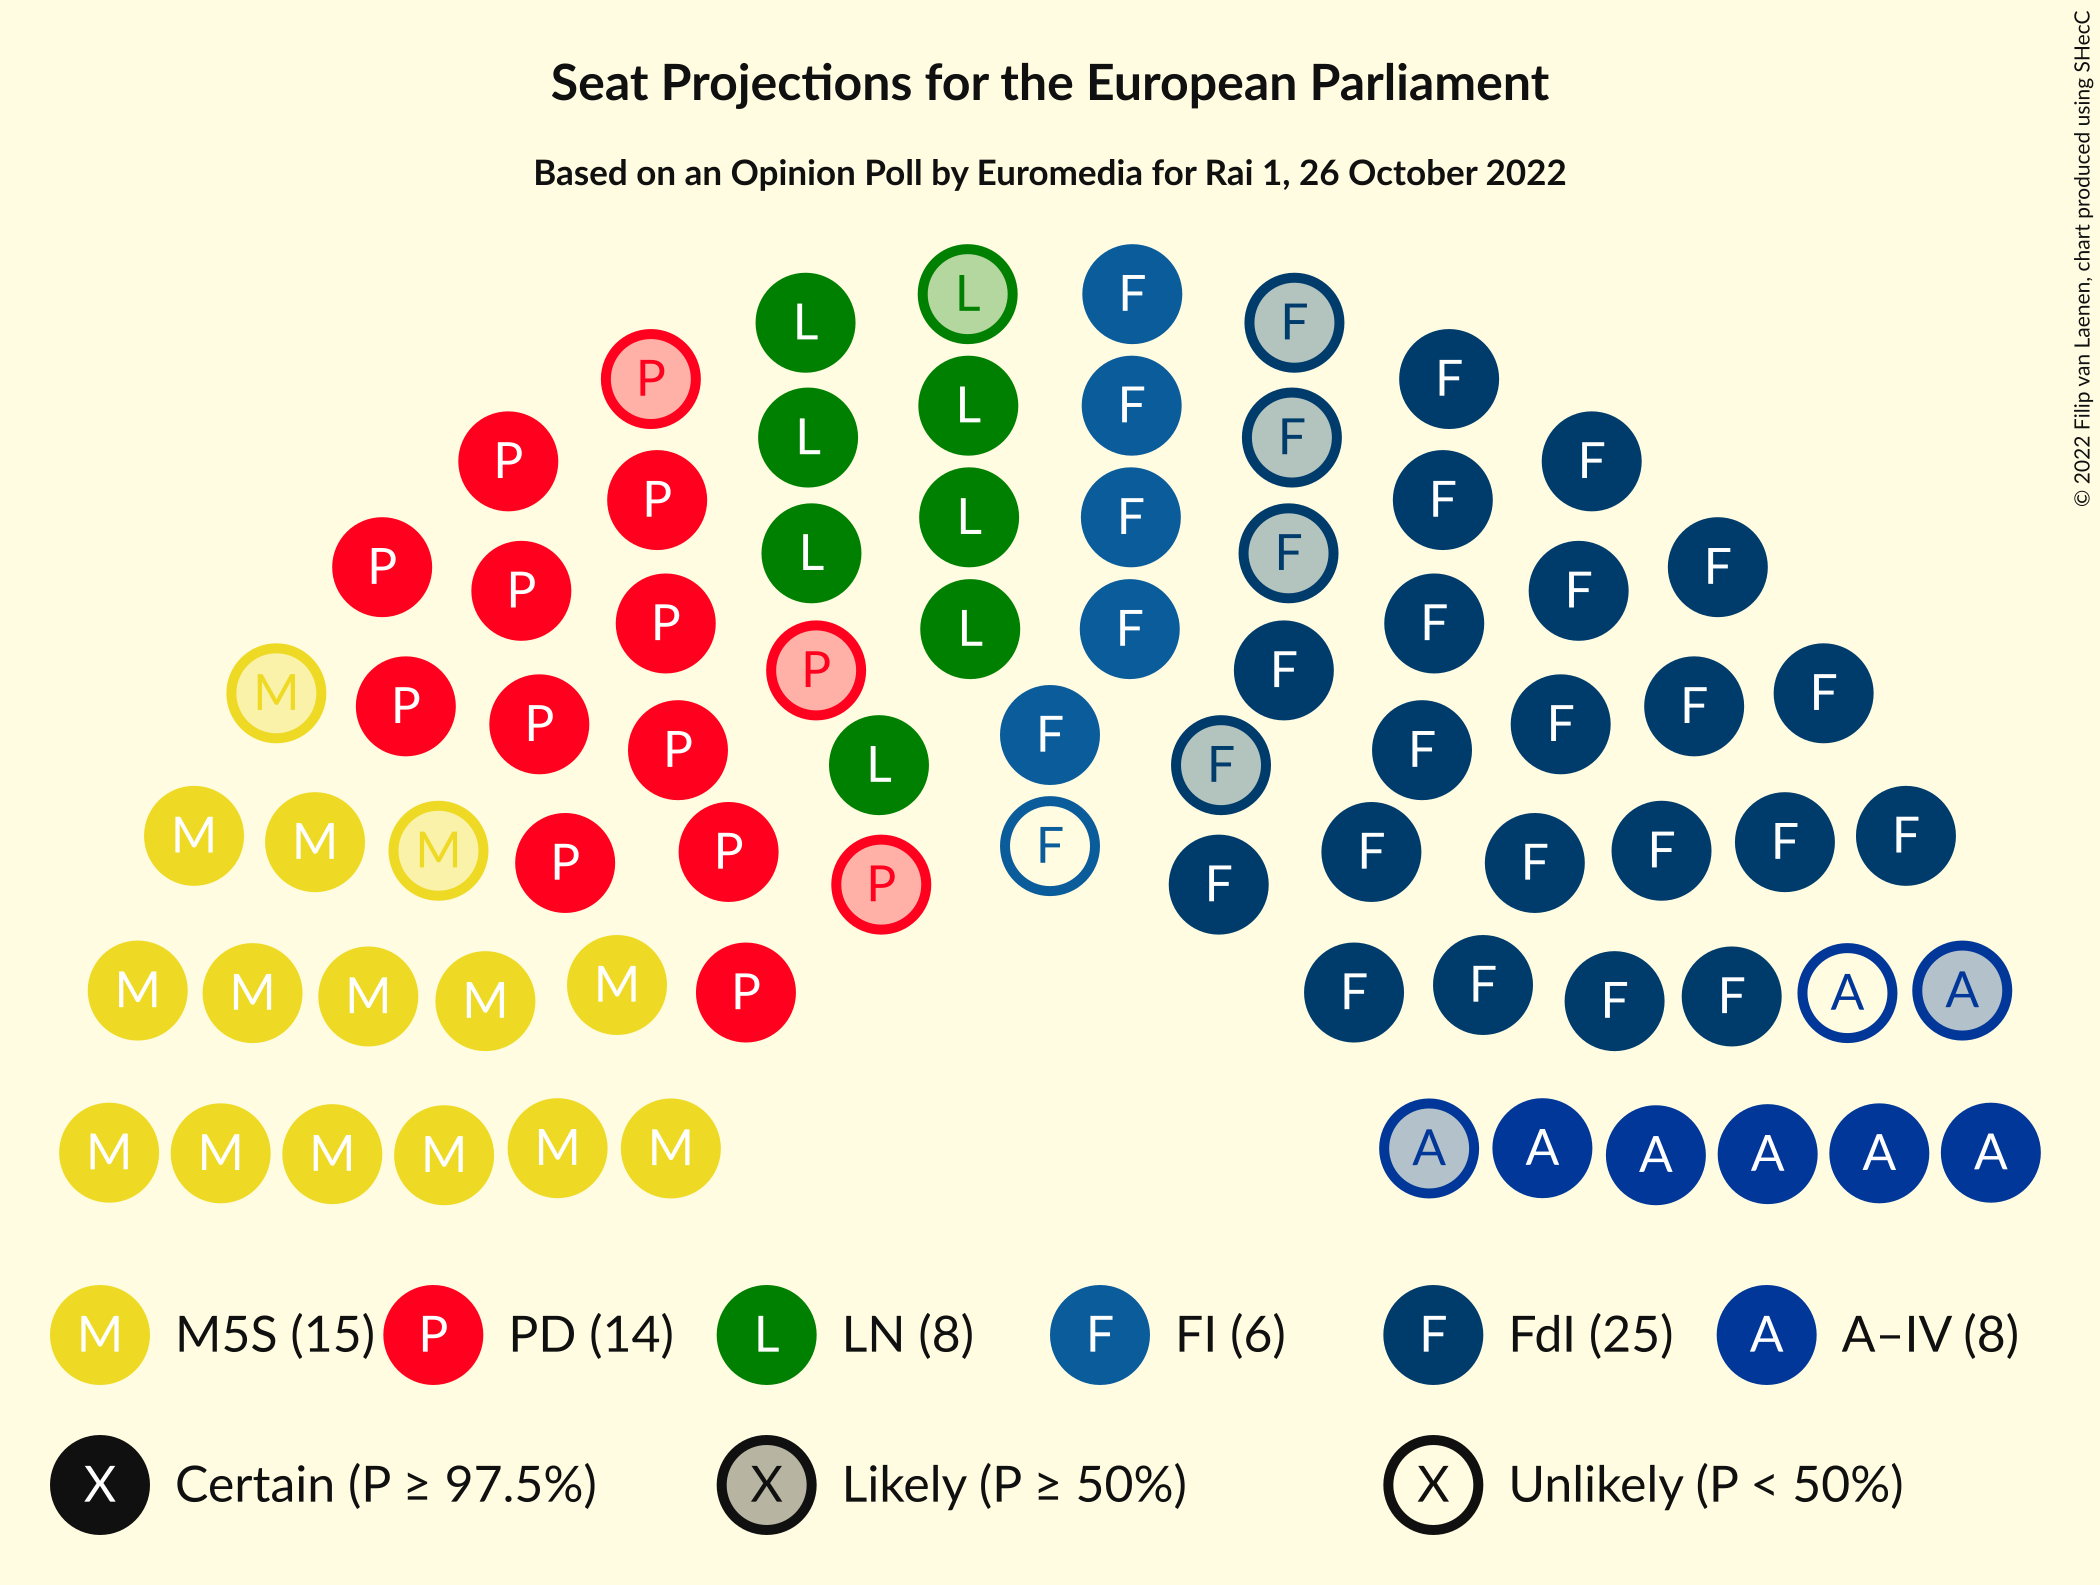 Seat Projections for the European Parliament
Based on an Opinion Poll by Euromedia for Rai 1, 26 October 2022
© 2022 Filip van Laenen, chart produced using SHecC
L F
L F
P F
L F
L F
P F
P F
P F
L F
L F
P F
P F
P F
L F
P F
M F
P F
P F
L F
P F
P F
M M M P P P F F F F F F F
M M M M M P F F F F A A
M M M M M M A A A A A A
M M5S (15) P PD (14) L LN (8) F FI (6) F FdI (25) A A–IV (8)
X Certain (P ≥ 97.5%) X Likely (P ≥ 50%) X Unlikely (P < 50%)